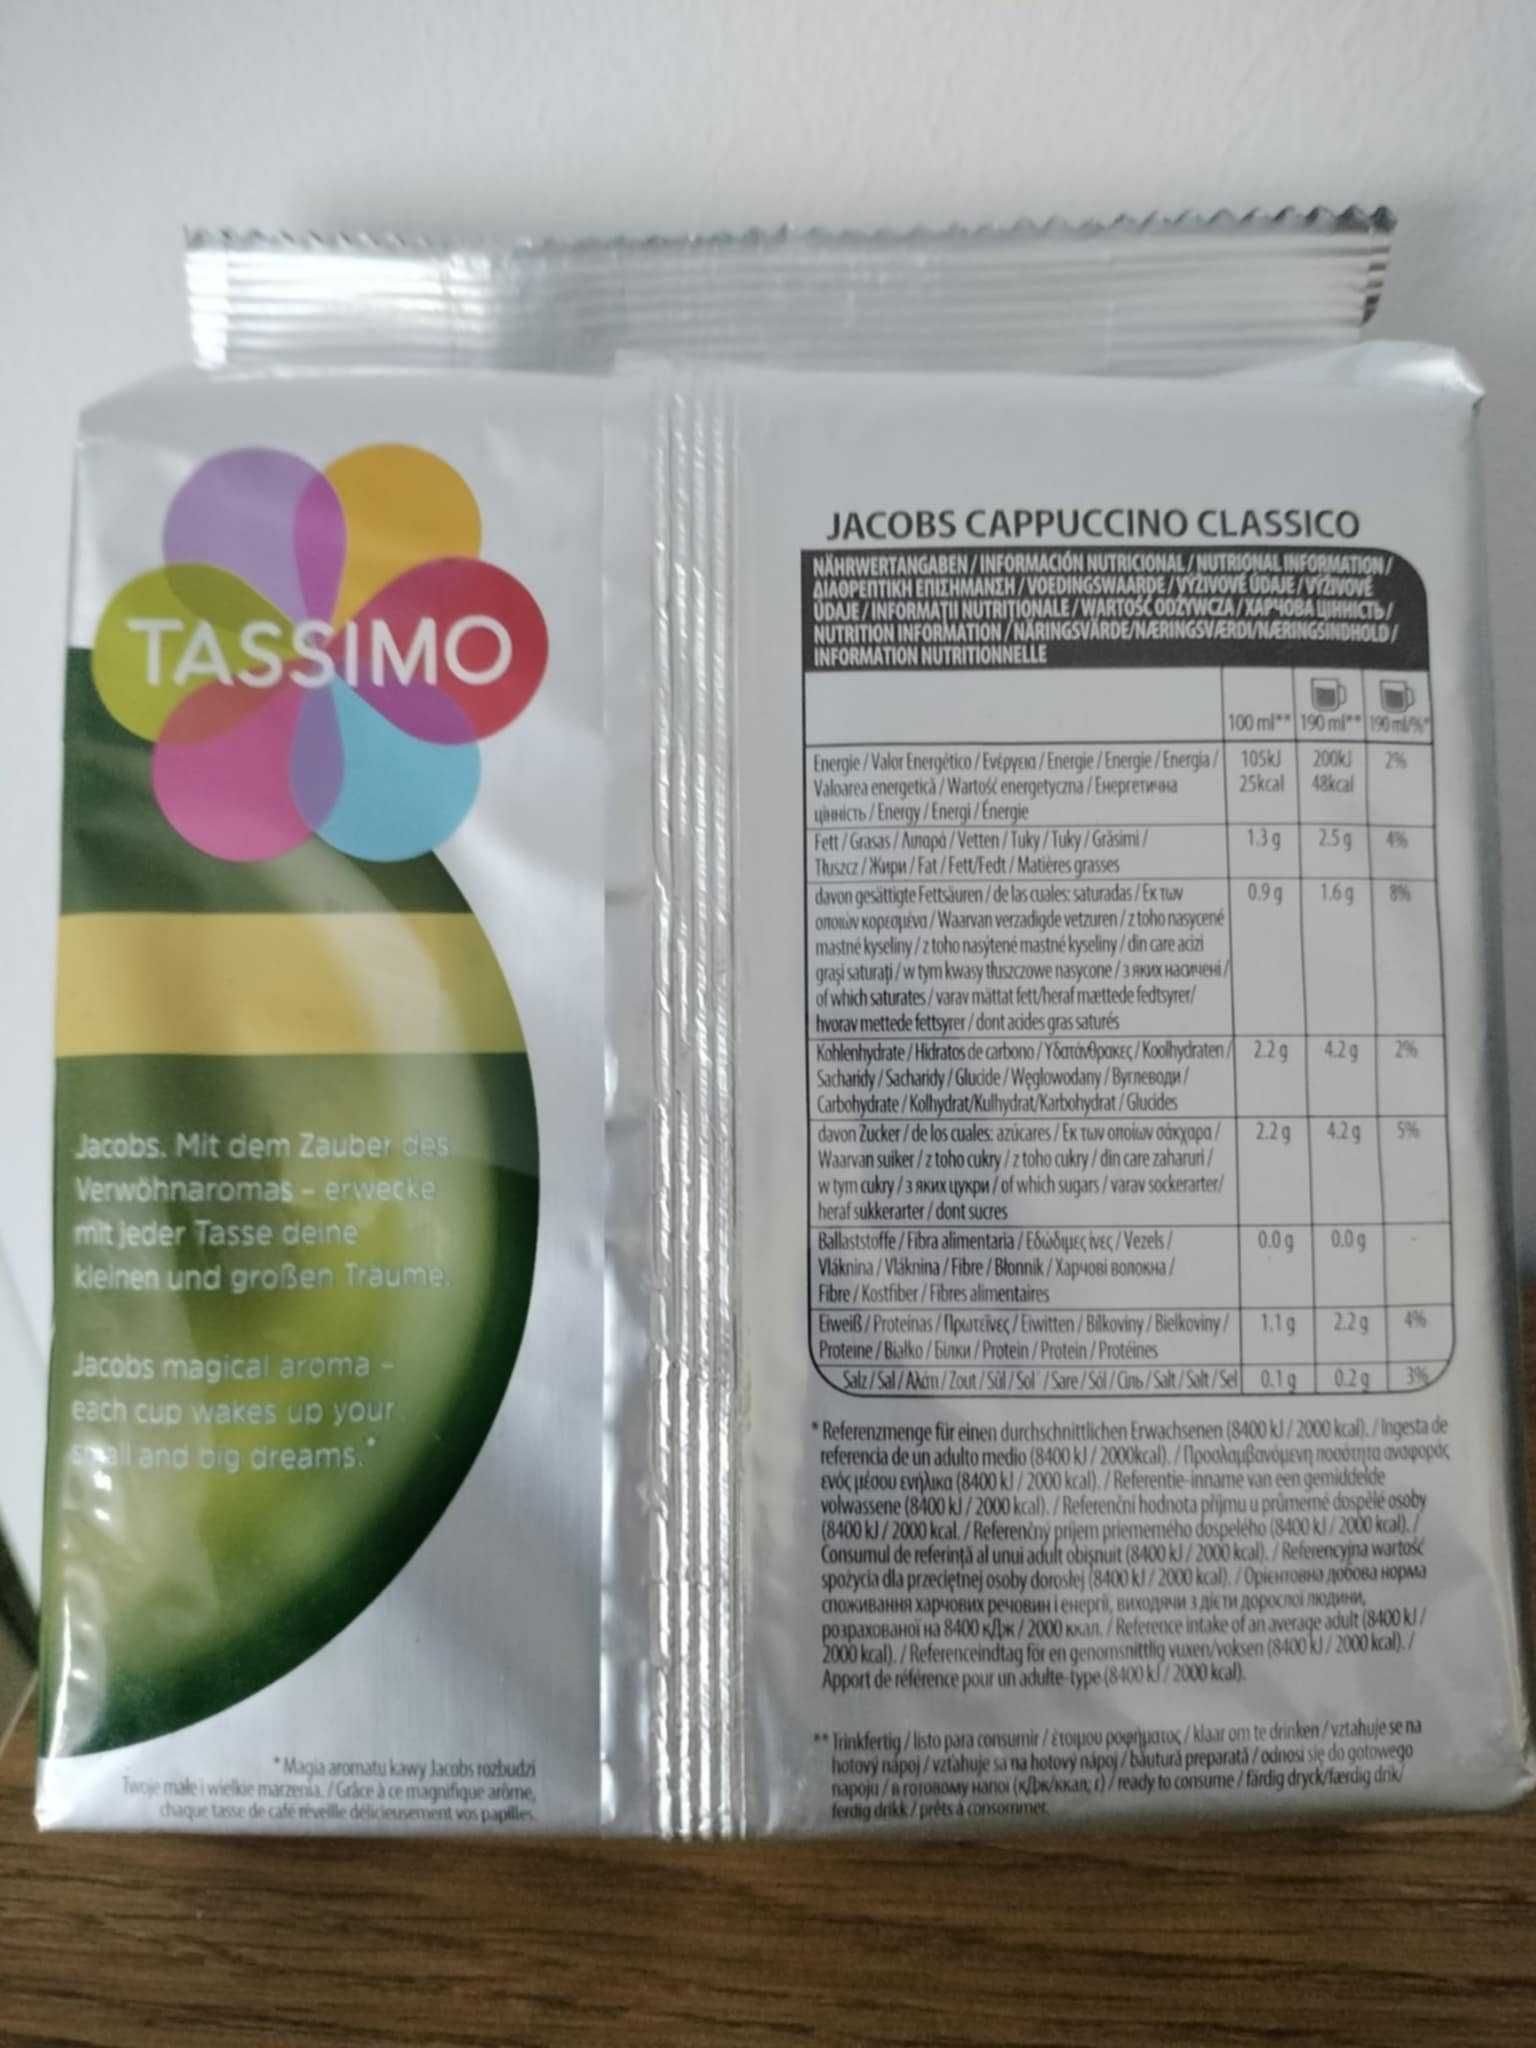 TASSIMO
Jacobs. Mit dem Zauber des
Verwöhnaromas – erwecke
mit jeder Tasse deine
kleinen und großen Träume.
Jacobs magical aroma –
each cup wakes up your
small and big dreams.*
* Magia aromatu kawy Jacobs rozbudzi
Twoje małe i wielkie marzenia. / Grâce à ce magnifique arôme,
chaque tasse de café réveille délicieusement vos papilles.
JACOBS CAPPUCCINO CLASSICO
NÄHRWERTANGABEN / INFORMACIÓN NUTRICIONAL / NUTRIONAL INFORMATION /
ΔΙΑΘΡΕΠΤΙΚΗ ΕΠΙΣΗΜΑΝΣΗ / VOEDINGSWAARDE / VÝŽIVOVÉ ÚDAJE / VÝŽIVOVÉ
ÚDAJE / INFORMAȚII NUTRIȚIONALE / WARTOŚĆ ODŻYWCZA / ХАРЧОВА ЦІННІСТЬ /
NUTRITION INFORMATION / NÄRINGSVÄRDE/NÆRINGSVÆRDI/NÆRINGSINDHOLD /
INFORMATION NUTRITIONNELLE
100 ml** 190 ml** 190 ml/%*
Energie / Valor Energético / Ενέργεια / Energie / Energie / Energia / 105kJ 200kJ 2%
Valoarea energetică / Wartość energetyczna / Енергетична 25kcal 48kcal
цінність / Energy / Energi / Énergie
Fett / Grasas / Λιπαρά / Vetten / Tuky / Tuky / Grăsimi / 1.3 g 2.5 g 4%
Tłuszcz / Жири / Fat / Fett/Fedt / Matières grasses
davon gesättigte Fettsäuren / de las cuales: saturadas / Εκ των 0.9 g 1.6 g 8%
οποιών κορεσμένα / Waarvan verzadigde vetzuren / z toho nasycené
mastné kyseliny / z toho nasýtené mastné kyseliny / din care acizi
grași saturați / w tym kwasy tłuszczowe nasycone / з яких насичені /
of which saturates / varav mättat fett/heraf mættede fedtsyrer/
hvorav mettede fettsyrer / dont acides gras saturés
Kohlenhydrate / Hidratos de carbono / Υδατάνθρακες / Koolhydraten / 2.2 g 4.2 g 2%
Sacharidy / Sacharidy / Glucide / Węglowodany / Вуглеводи /
Carbohydrate / Kolhydrat/Kulhydrat/Karbohydrat / Glucides
davon Zucker / de los cuales: azúcares / Εκ των οποίων σάκχαρα / 2.2 g 4.2 g 5%
Waarvan suiker / z toho cukry / z toho cukry / din care zaharuri /
w tym cukry / з яких цукри / of which sugars / varav sockerarter/
heraf sukkerarter / dont sucres
Ballaststoffe / Fibra alimentaria / Εδώδιμες ίνες / Vezels / 0.0 g 0.0 g -
Vláknina / Vláknina / Fibre / Błonnik / Харчові волокна /
Fibre / Kostfiber / Fibres alimentaires
Eiweiß / Proteínas / Πρωτεΐνες / Eiwitten / Bílkoviny / Bielkoviny / 1.1 g 2.2 g 4%
Proteine / Białko / Білки / Protein / Protein / Protéines
Salz / Sal / Αλάτι / Zout / Sůl / Soľ / Sare / Sól / Сіль / Salt / Salt / Sel 0.1 g 0.2 g 3%
* Referenzmenge für einen durchschnittlichen Erwachsenen (8400 kJ / 2000 kcal). / Ingesta de
referencia de un adulto medio (8400 kJ / 2000kcal). / Προσλαμβανόμενη ποσότητα αναφοράς
ενός μέσου ενήλικα (8400 kJ / 2000 kcal). / Referentie-inname van een gemiddelde
volwassene (8400 kJ / 2000 kcal). / Referenční hodnota příjmu u průměrné dospělé osoby
(8400 kJ / 2000 kcal. / Referenčný príjem priemerného dospelého (8400 kJ / 2000 kcal). /
Consumul de referință al unui adult obișnuit (8400 kJ / 2000 kcal). / Referencyjna wartość
spożycia dla przeciętnej osoby dorosłej (8400 kJ / 2000 kcal). / Орієнтовна добова норма
споживання харчових речовин і енергії, виходячи з дієти дорослої людини,
розрахованої на 8400 кДж / 2000 ккал. / Reference intake of an average adult (8400 kJ /
2000 kcal). / Referenceindtag för en genomsnittlig vuxen/voksen (8400 kJ / 2000 kcal). /
Apport de référence pour un adulte-type (8400 kJ / 2000 kcal).
** Trinkfertig / listo para consumir / έτοιμου ροφήματος / klaar om te drinken / vztahuje se na
hotový nápoj / vzťahuje sa na hotový nápoj / băutură preparată / odnosi się do gotowego
napoju / в готовому напої (кДж/ккал; г) / ready to consume / färdig dryck/færdig drik/
ferdig drikk / prêts à consommer.